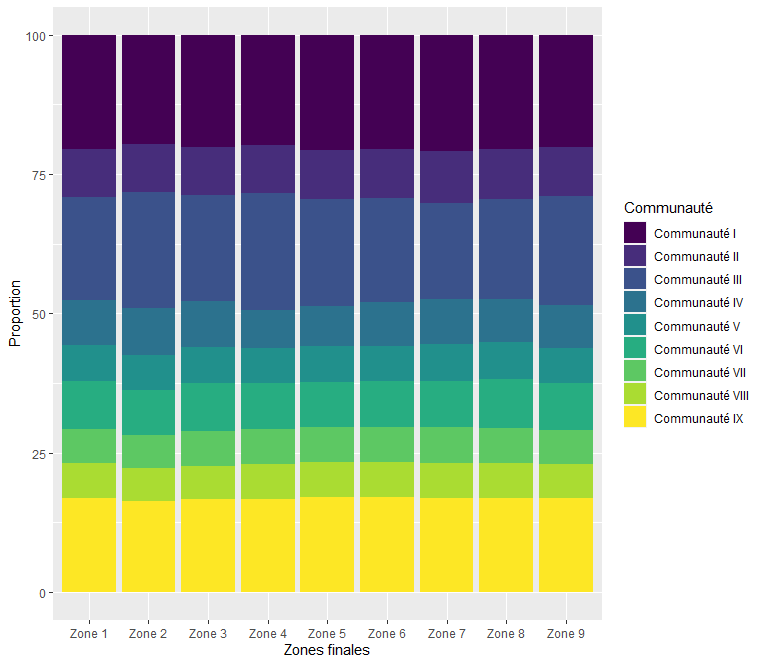 Proportion
100
75
50
25
0
Zone 1 Zone 2 Zone 3 Zone 4 Zone 5 Zone 6 Zone 7 Zone 8 Zone 9
Zones finales
Communauté
Communauté I
Communauté II
Communauté III
Communauté IV
Communauté V
Communauté VI
Communauté VII
Communauté VIII
Communauté IX